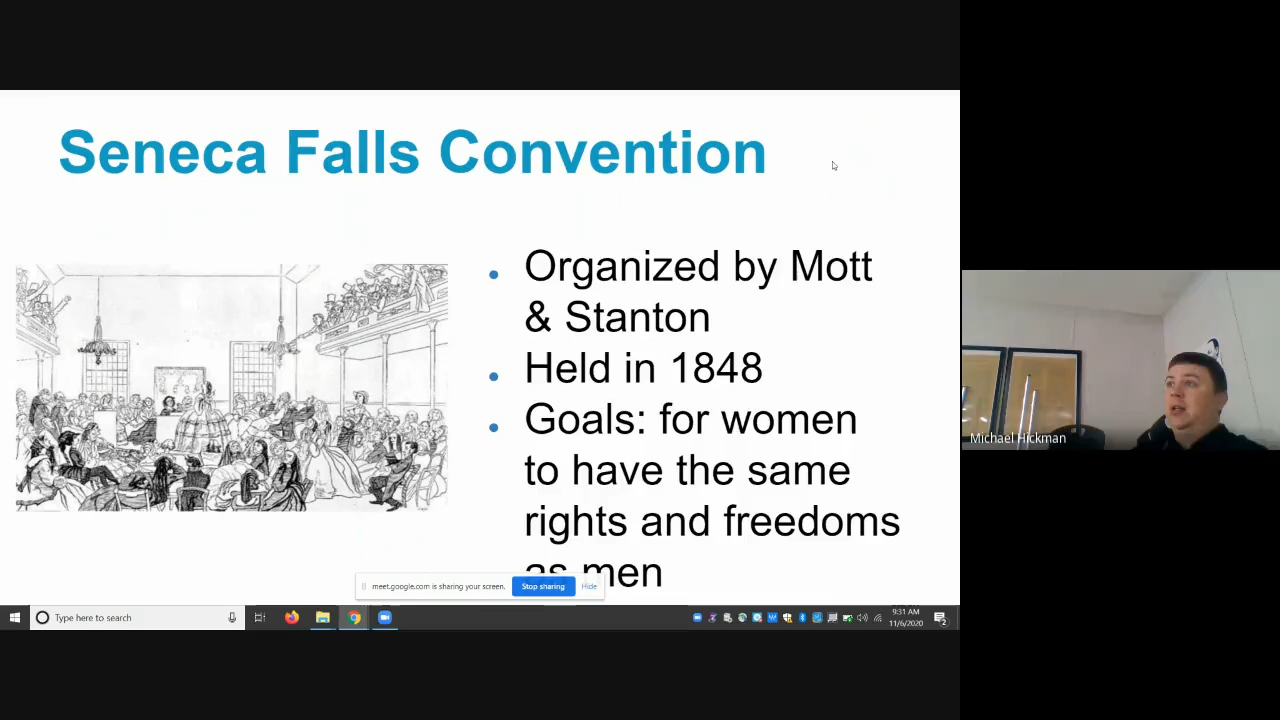 Seneca Falls Convention
• Organized by Mott
& Stanton
• Held in 1848
• Goals: for women
to have the same
rights and freedoms
as men
meet.google.com is sharing your screen. Stop sharing Hide
Type here to search
9:31 AM
11/6/2020
2
Michael Hickman